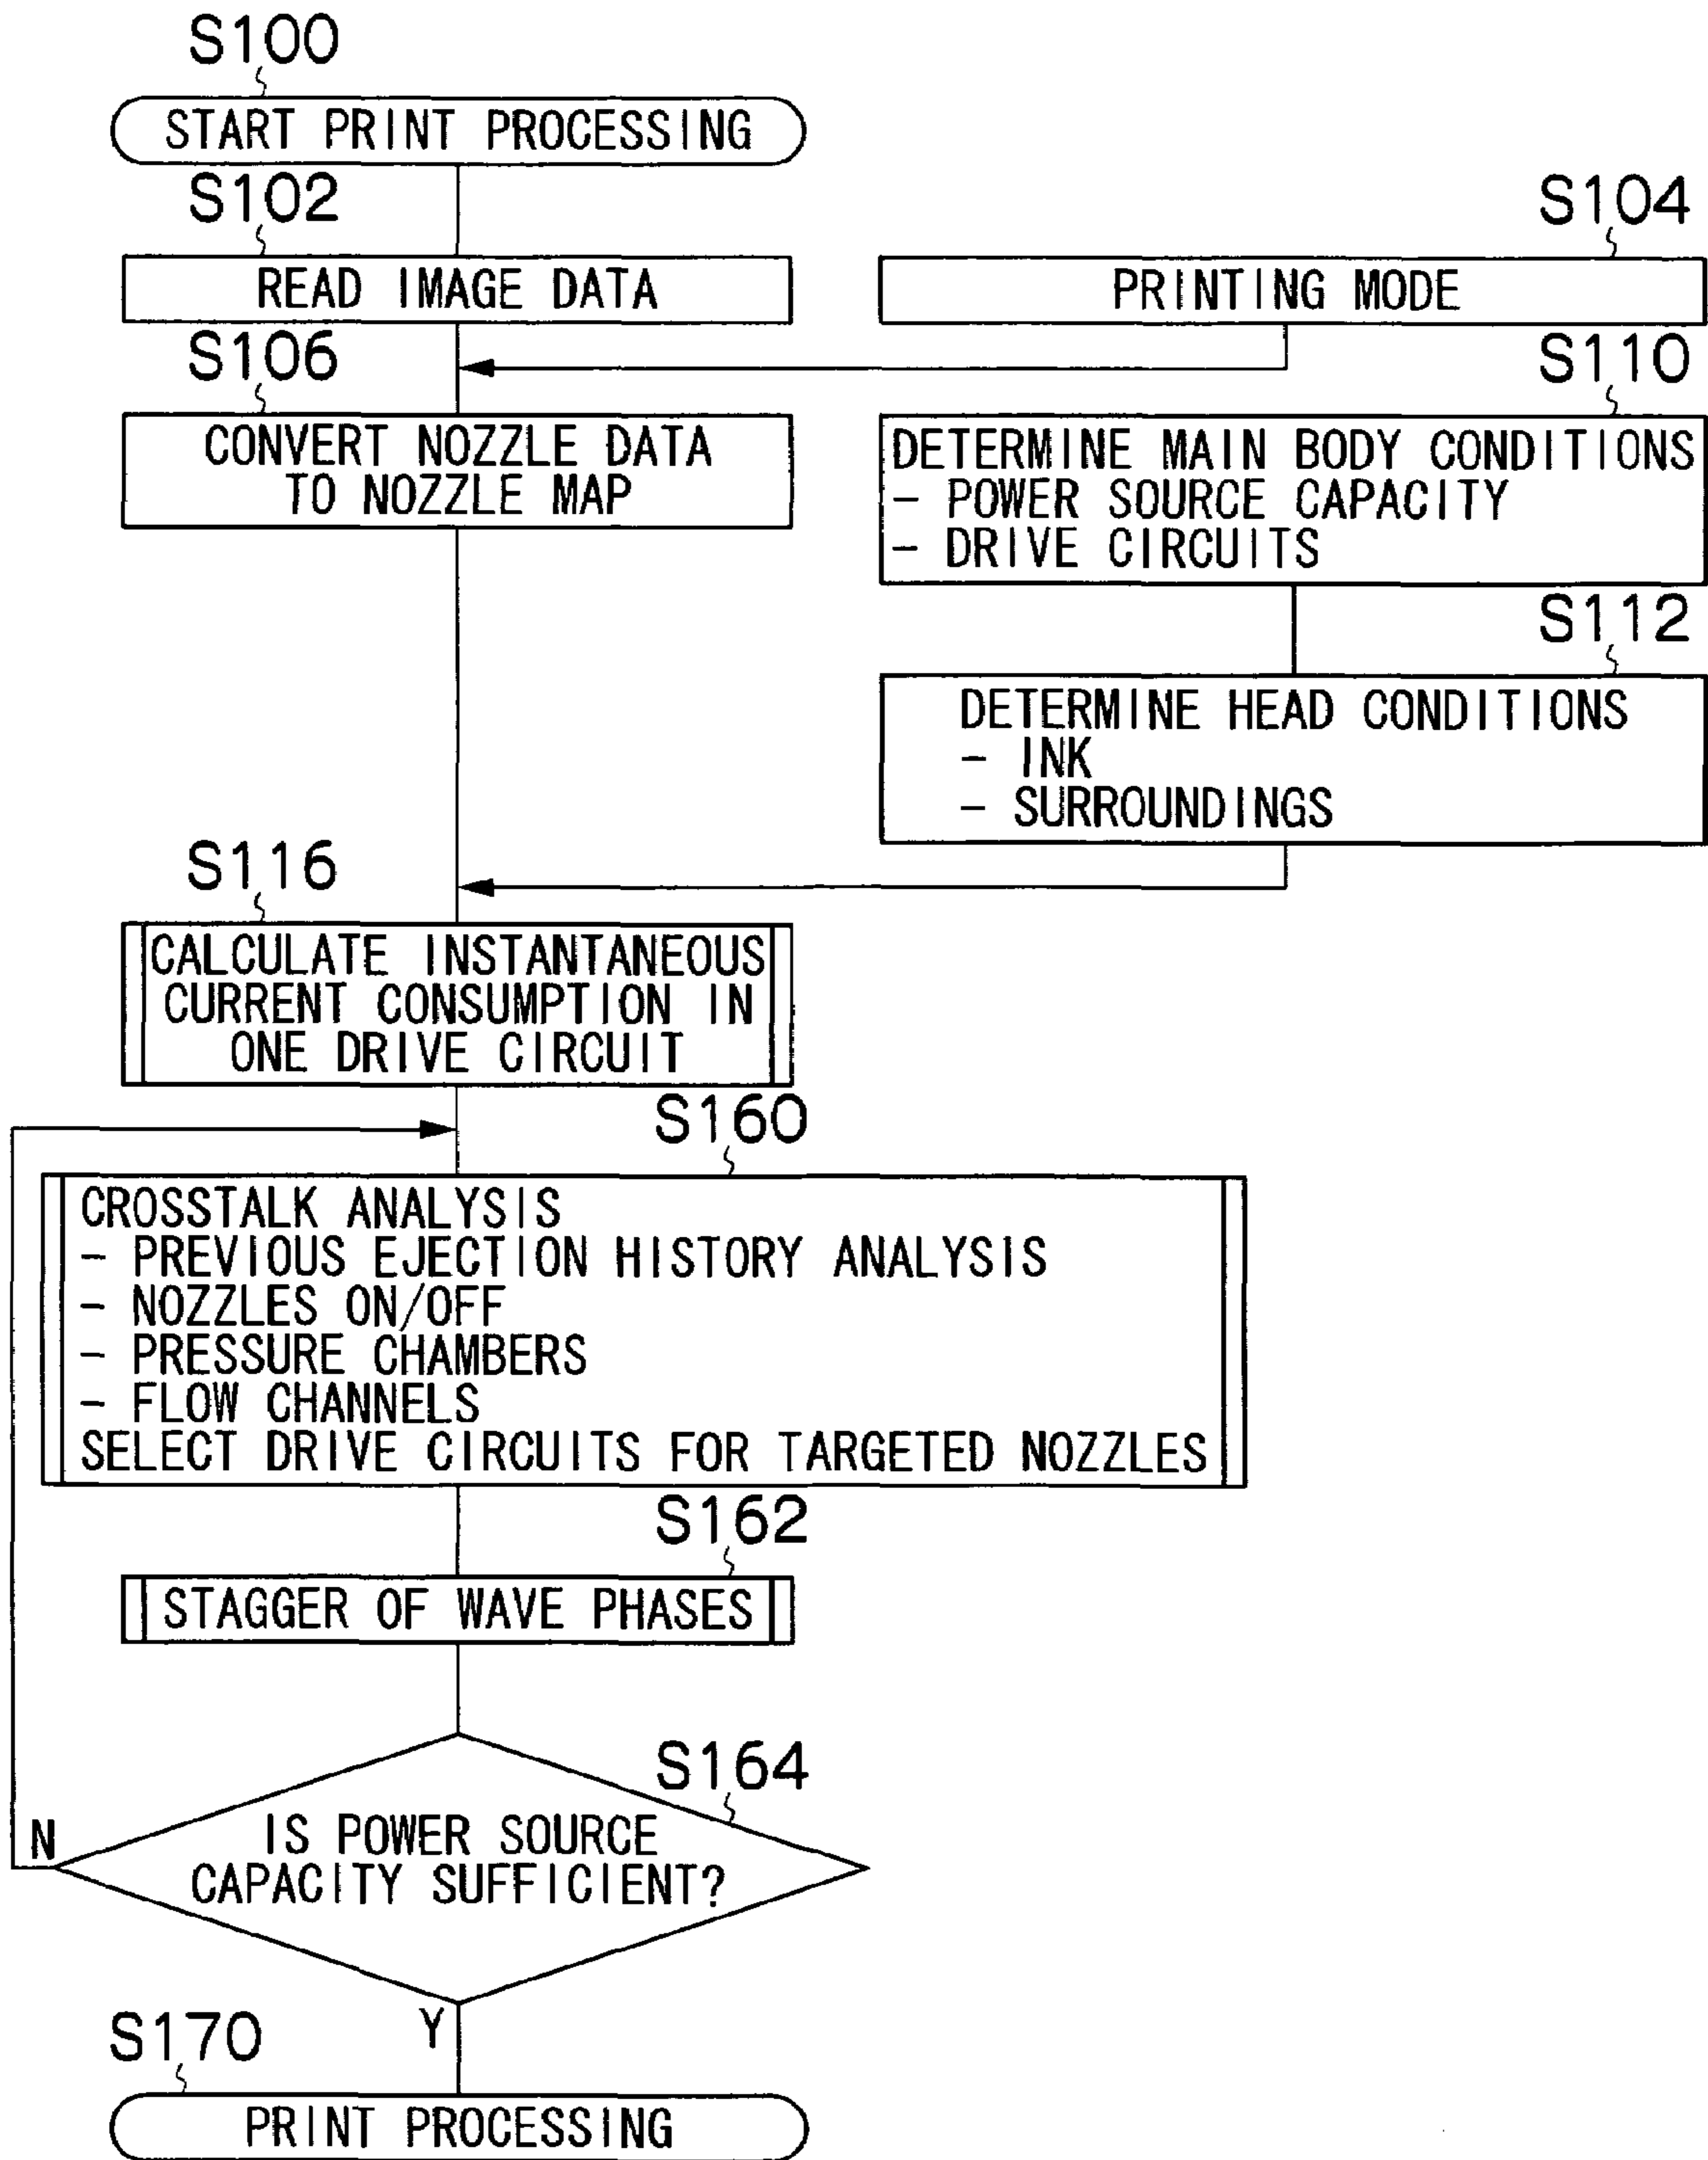 S100
START PRINT PROCESSING
S102
READ IMAGE DATA
S104
PRINTING MODE
S106
CONVERT NOZZLE DATA
TO NOZZLE MAP
S110
DETERMINE MAIN BODY CONDITIONS
- POWER SOURCE CAPACITY
- DRIVE CIRCUITS
S112
DETERMINE HEAD CONDITIONS
- INK
- SURROUNDINGS
S116
CALCULATE INSTANTANEOUS
CURRENT CONSUMPTION IN
ONE DRIVE CIRCUIT
S160
CROSSTALK ANALYSIS
- PREVIOUS EJECTION HISTORY ANALYSIS
- NOZZLES ON/OFF
- PRESSURE CHAMBERS
- FLOW CHANNELS
SELECT DRIVE CIRCUITS FOR TARGETED NOZZLES
S162
STAGGER OF WAVE PHASES
S164
IS POWER SOURCE
CAPACITY SUFFICIENT?
N
Y
S170
PRINT PROCESSING